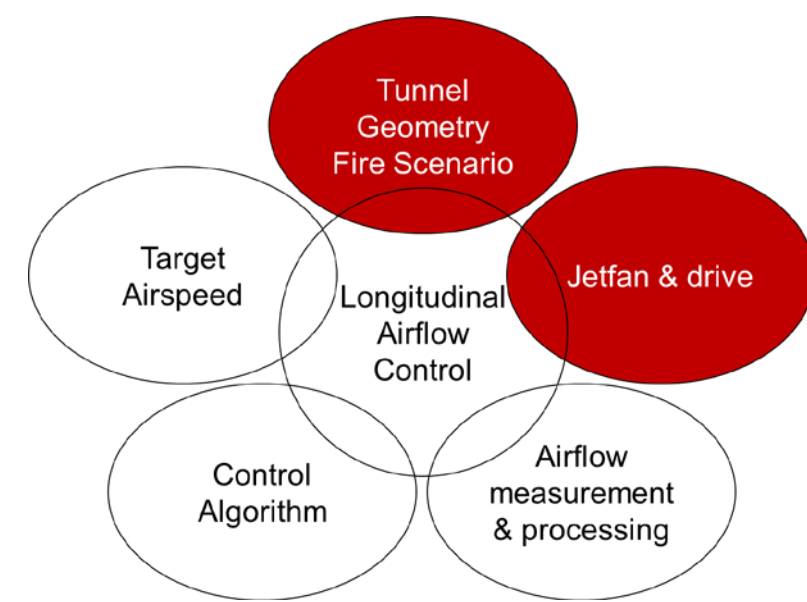 Tunnel
Geometry
Fire Scenario
Target
Airspeed
Jetfan & drive
Longitudinal
Airflow
Control
Control
Algorithm
Airflow
measurement
& processing